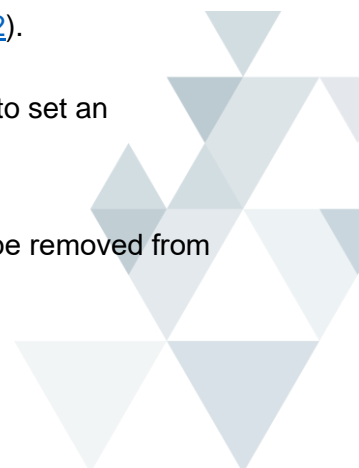 2).
to set an
be removed from